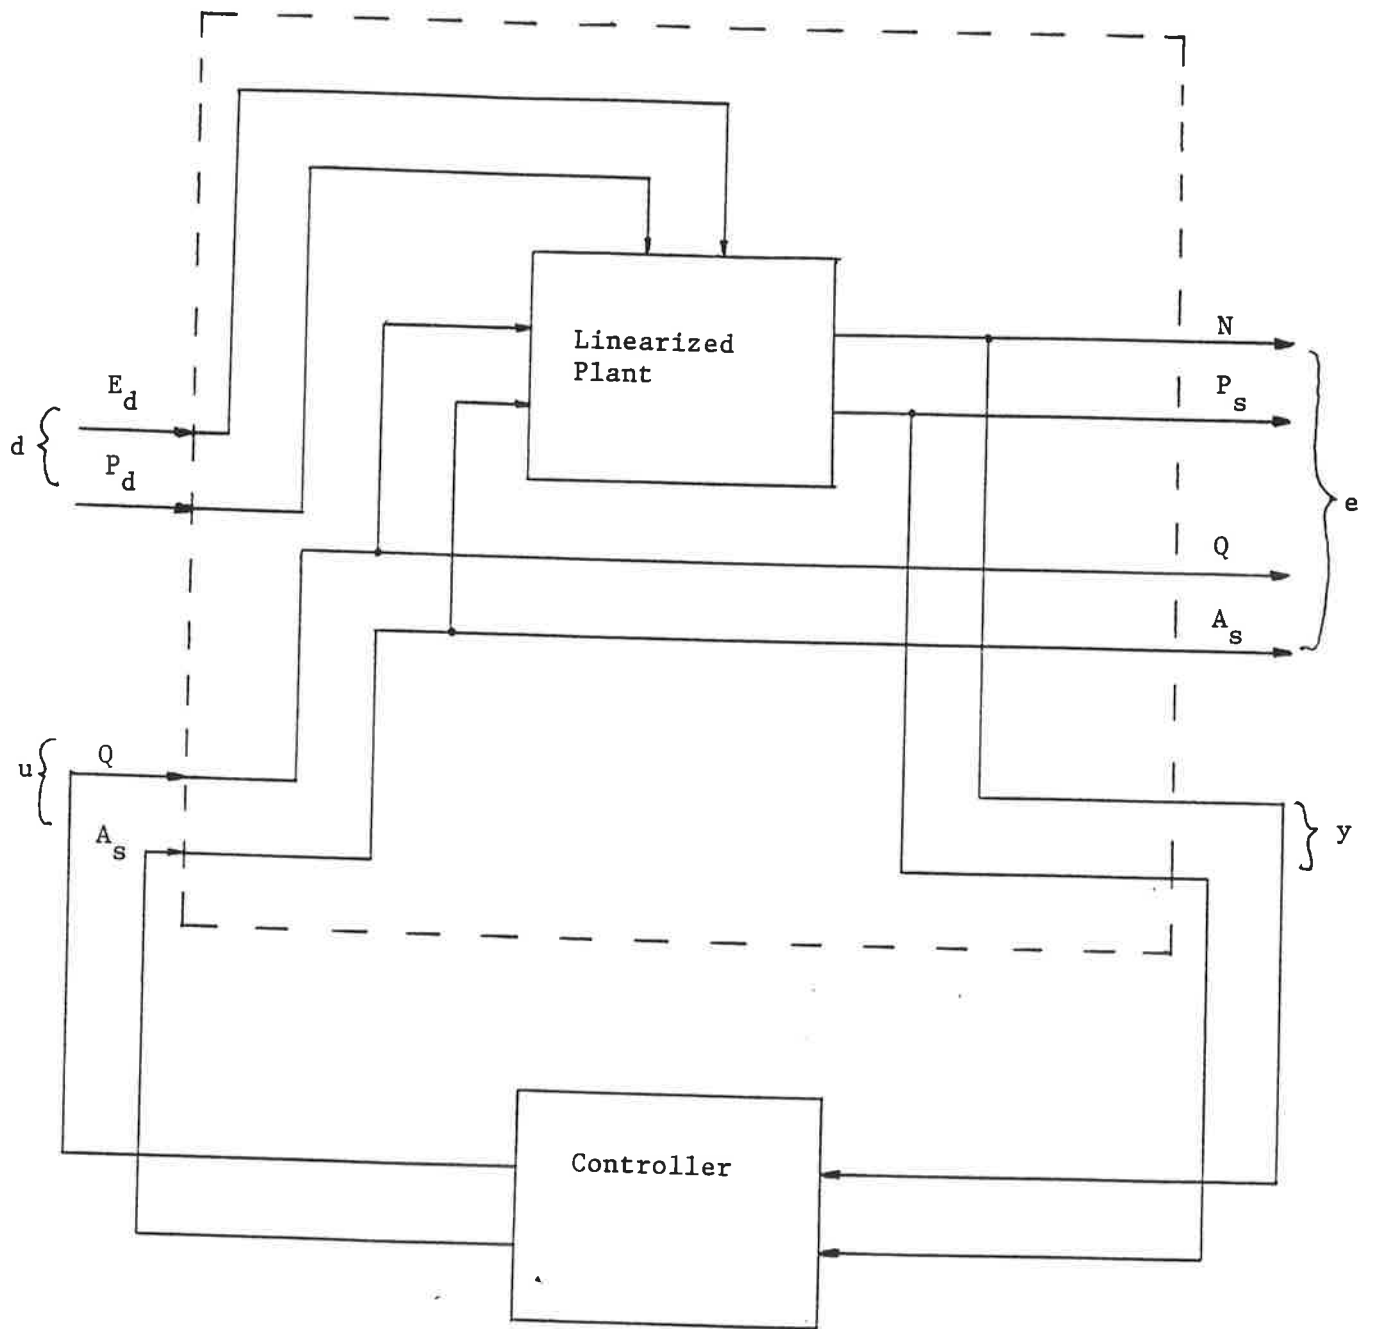 Linearized
Plant
N
P_s
E_d
d
P_d
e
Q
A_s
u
Q
A_s
y
Controller